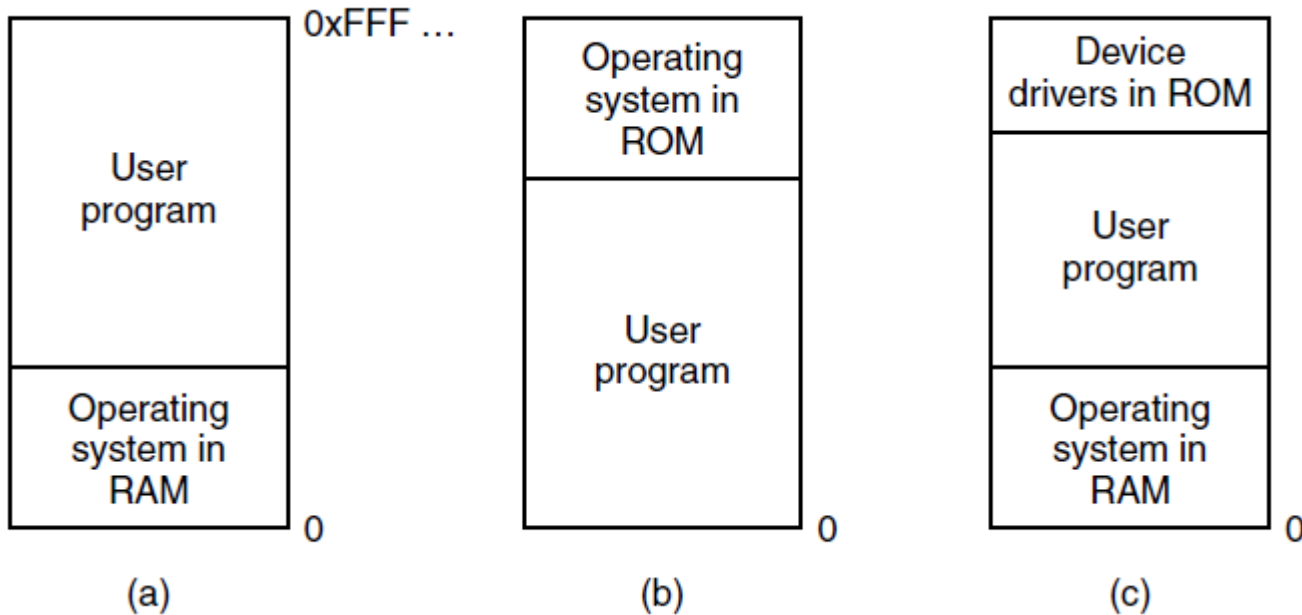 0xFFF ...
User
program
Operating
system in
RAM
0
(a)
Operating
system in
ROM
User
program
0
(b)
Device
drivers in ROM
User
program
Operating
system in
RAM
0
(c)